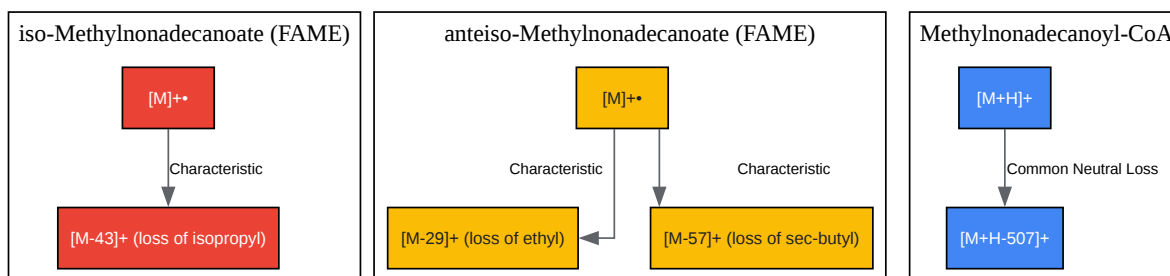 iso-Methylnonadecanoate (FAME)
[M]+•
Characteristic
[M-43]+ (loss of isopropyl)
anteiso-Methylnonadecanoate (FAME)
[M]+•
Characteristic
Characteristic
[M-29]+ (loss of ethyl)
[M-57]+ (loss of sec-butyl)
Methylnonadecanoyl-CoA
[M+H]+
Common Neutral Loss
[M+H-507]+